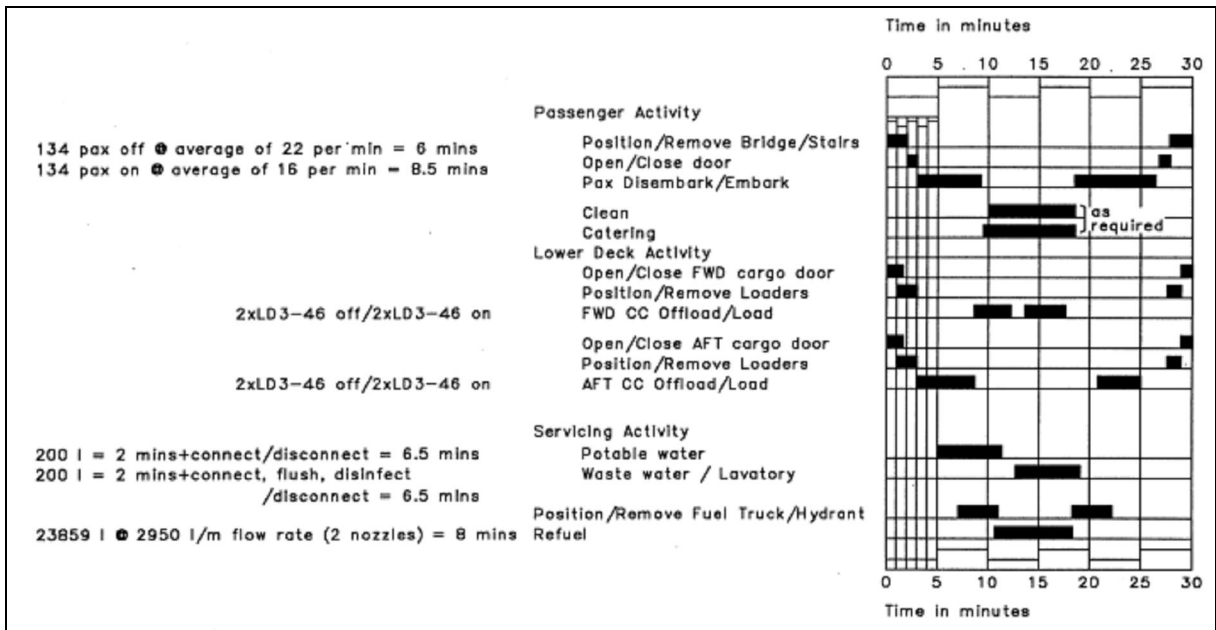 Time in minutes
0 5 10 15 20 25 30
Passenger Activity
134 pax off @ average of 22 per min = 6 mins Position/Remove Bridge/Stairs
134 pax on @ average of 16 per min = 8.5 mins Open/Close door
Pax Disembark/Embark
Clean as
Catering required
Lower Deck Activity
Open/Close FWD cargo door
Position/Remove Loaders
2xLD3-46 off/2xLD3-46 on FWD CC Offload/Load
Open/Close AFT cargo door
Position/Remove Loaders
2xLD3-46 off/2xLD3-46 on AFT CC Offload/Load
Servicing Activity
200 l = 2 mins+connect/disconnect = 6.5 mins Potable water
200 l = 2 mins+connect, flush, disinfect Waste water / Lavatory
/disconnect = 6.5 mins
Position/Remove Fuel Truck/Hydrant
23859 l @ 2950 l/m flow rate (2 nozzles) = 8 mins Refuel
0 5 10 15 20 25 30
Time in minutes